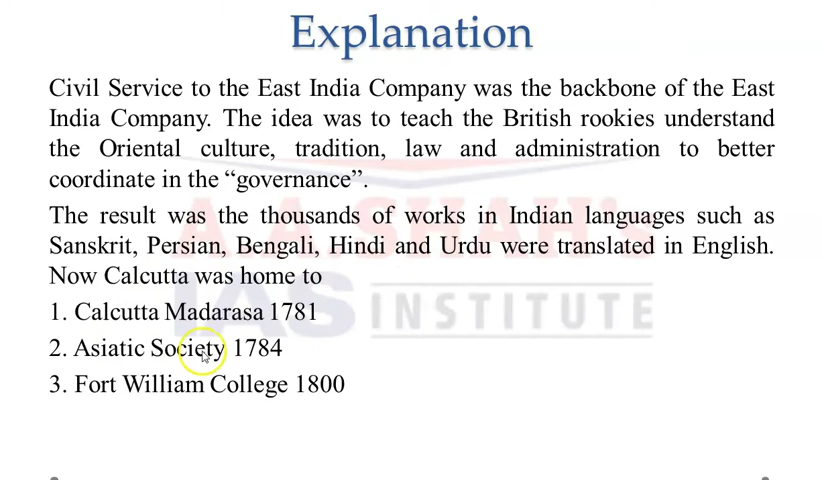 Explanation
Civil Service to the East India Company was the backbone of the East
India Company. The idea was to teach the British rookies understand
the Oriental culture, tradition, law and administration to better
coordinate in the “governance”.
The result was the thousands of works in Indian languages such as
Sanskrit, Persian, Bengali, Hindi and Urdu were translated in English.
Now Calcutta was home to
1. Calcutta Madarasa 1781
2. Asiatic Society 1784
3. Fort William College 1800
A.A.SHAH's
IAS INSTITUTE